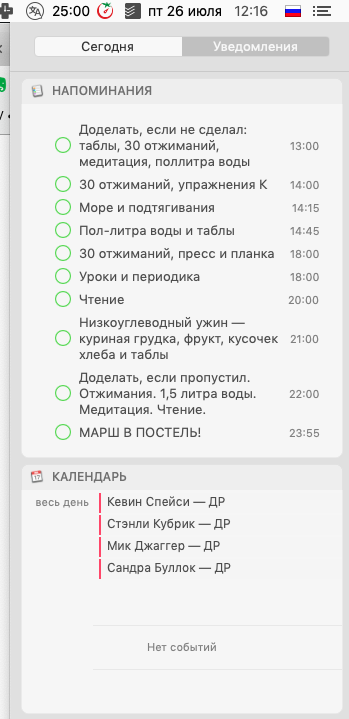 25:00 пт 26 июля 12:16
Сегодня Уведомления
НАПОМИНАНИЯ
Доделать, если не сделал:
таблы, 30 отжиманий, 13:00
медитация, поллитра воды
30 отжиманий, упражнения К 14:00
Море и подтягивания 14:15
Пол-литра воды и таблы 14:45
30 отжиманий, пресс и планка 18:00
Уроки и периодика 18:00
Чтение 20:00
Низкоуглеводный ужин —
куриная грудка, фрукт, кусочек 21:00
хлеба и таблы
Доделать, если пропустил.
Отжимания. 1,5 литра воды. 22:00
Медитация. Чтение.
МАРШ В ПОСТЕЛЬ! 23:55
КАЛЕНДАРЬ
весь день Кевин Спейси — ДР
Стэнли Кубрик — ДР
Мик Джаггер — ДР
Сандра Буллок — ДР
Нет событий